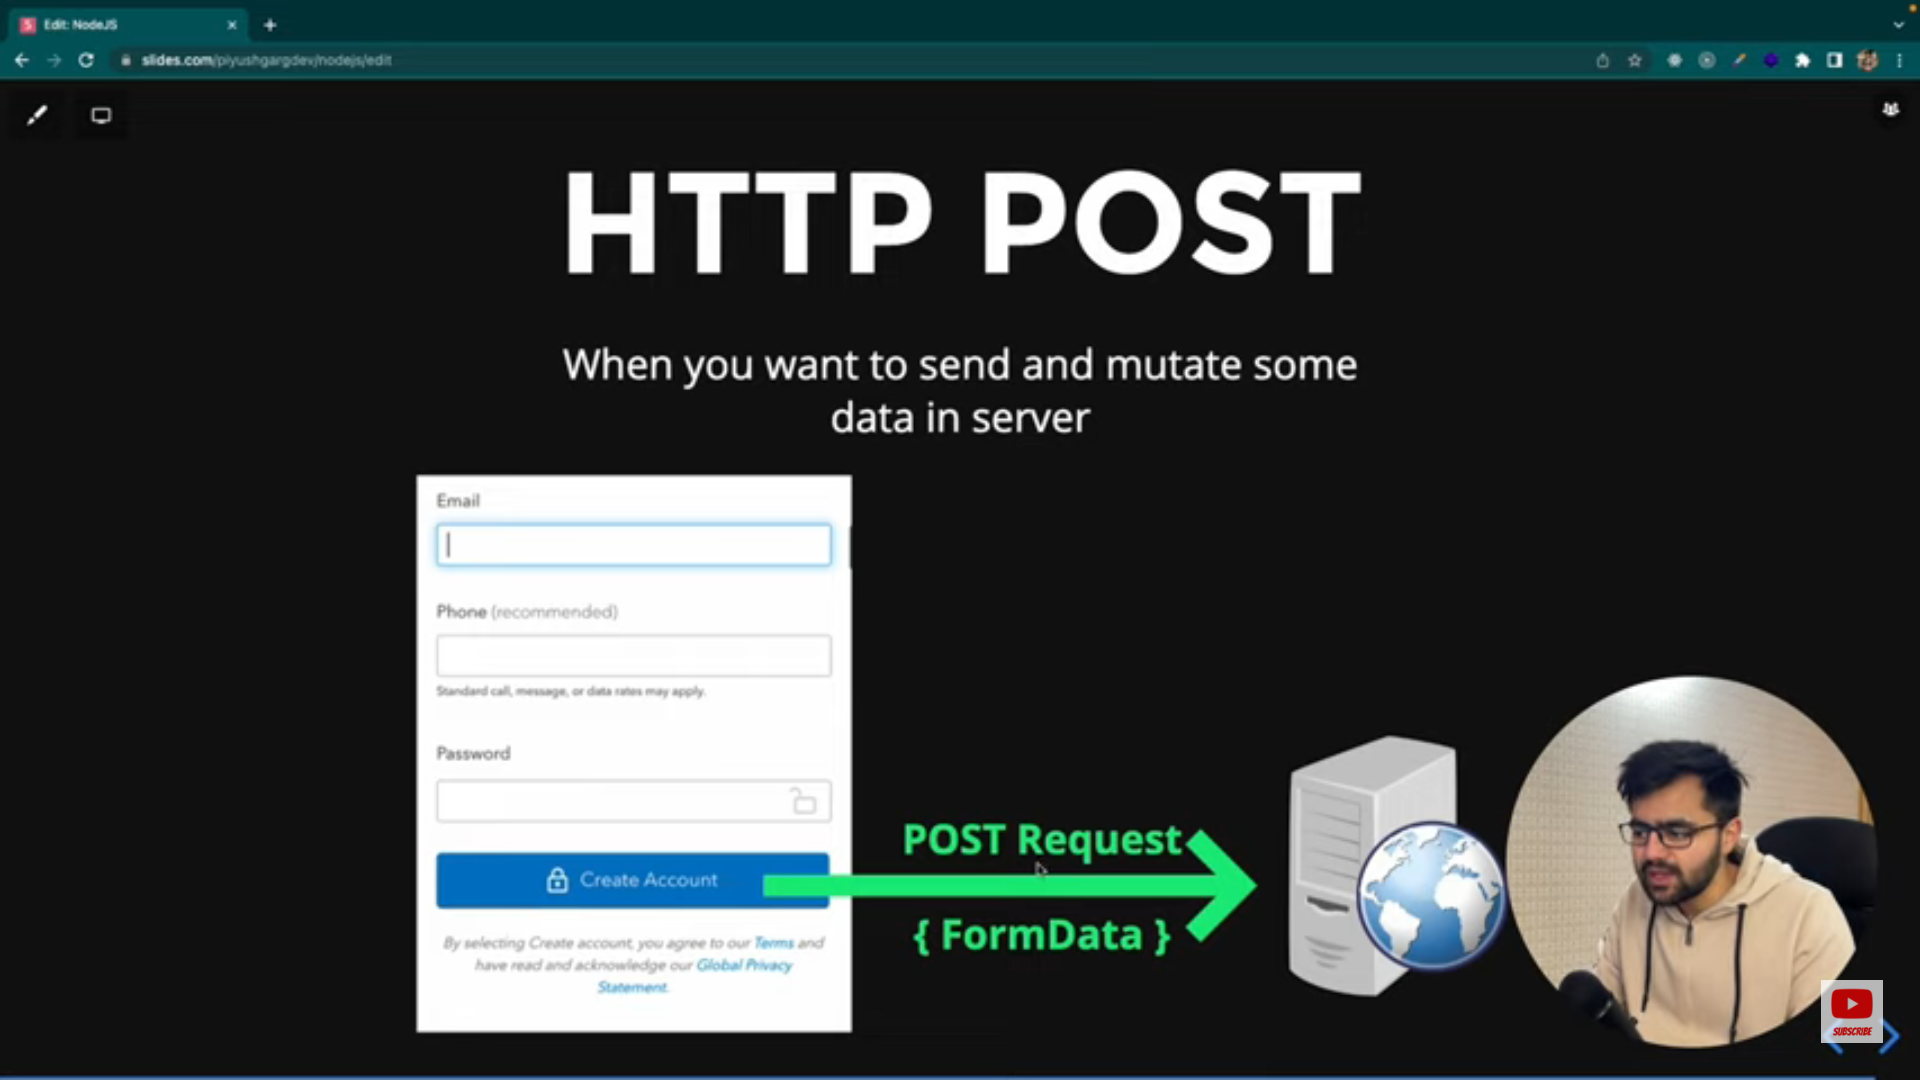 Edit: NodeJS
slides.com/piyushgargdev/nodejs/edit
HTTP POST
When you want to send and mutate some
data in server
Email
Phone (recommended)
Standard call, message, or data rates may apply.
Password
Create Account
By selecting Create account, you agree to our Terms and
have read and acknowledge our Global Privacy
Statement.
POST Request
{ FormData }
SUBSCRIBE